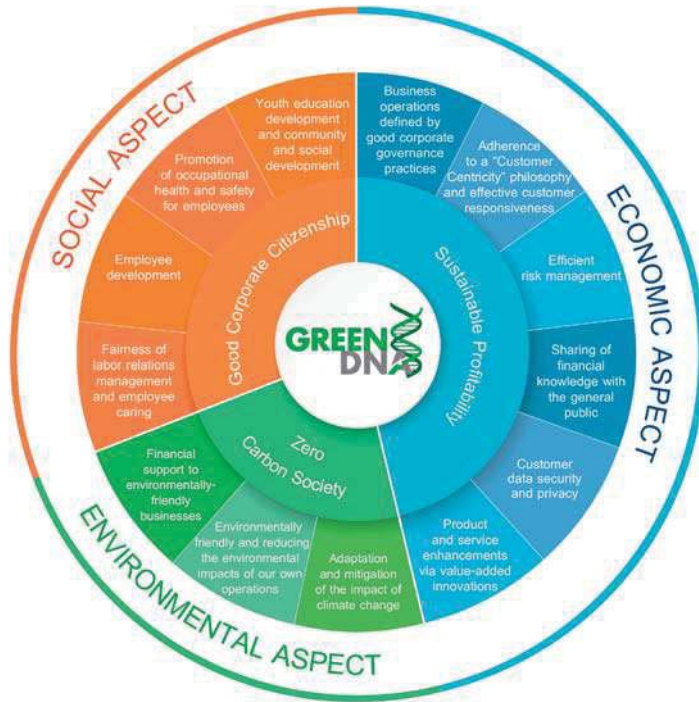 SOCIAL ASPECT
Youth education
development
and community
and social
development
Promotion
of occupational
health and safety
for employees
Employee
development
Fairness of
labor relations
management
and employee
caring
Good Corporate Citizenship
ECONOMIC ASPECT
Business
operations
defined by
good corporate
governance
practices
Adherence
to a "Customer
Centricity" philosophy
and effective customer
responsiveness
Efficient
risk management
Sharing of
financial
knowledge with
the general
public
Customer
data security
and privacy
Product
and service
enhancements
via value-added
innovations
Sustainable Profitability
GREEN
DNA
Zero
Carbon Society
Financial
support to
environmentally-
friendly
businesses
Environmentally
friendly and reducing
the environmental
impacts of our own
operations
Adaptation
and mitigation
of the impact of
climate change
ENVIRONMENTAL ASPECT